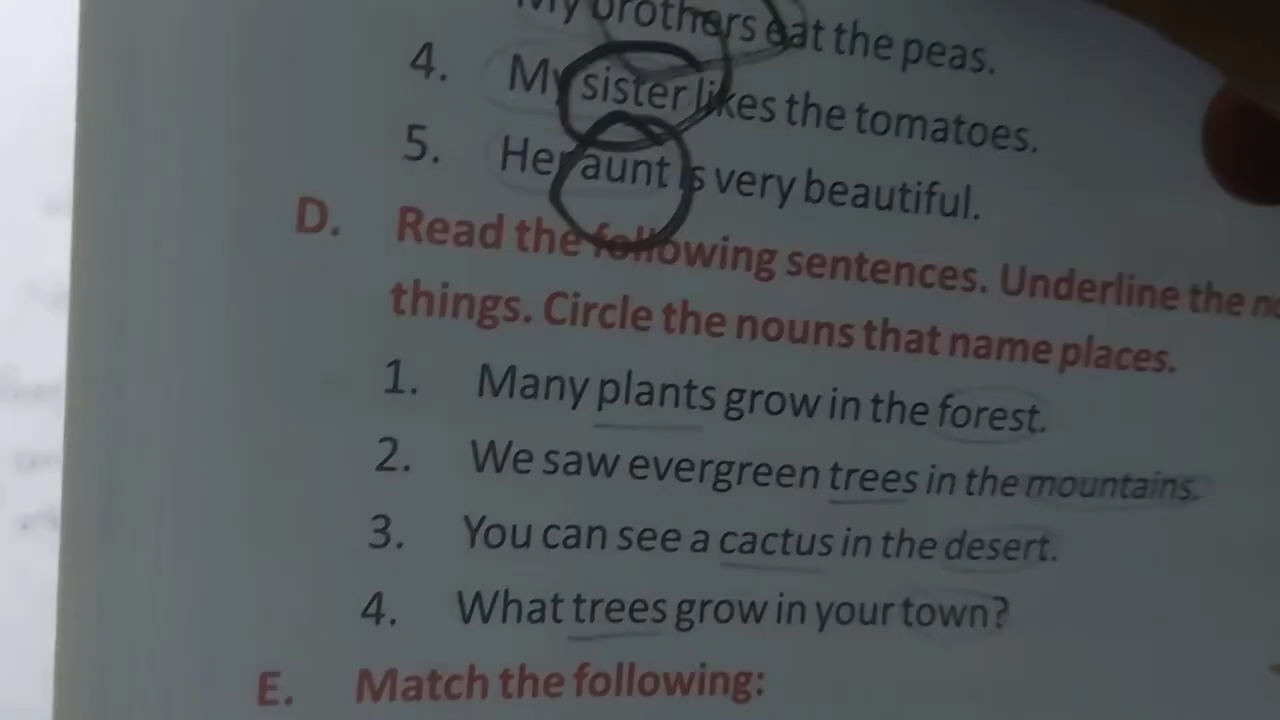 My brothers eat the peas.
4. My sister likes the tomatoes.
5. Her aunt is very beautiful.
D. Read the following sentences. Underline the
things. Circle the nouns that name places.
1. Many plants grow in the forest.
2. We saw evergreen trees in the mountains.
3. You can see a cactus in the desert.
4. What trees grow in your town?
E. Match the following: